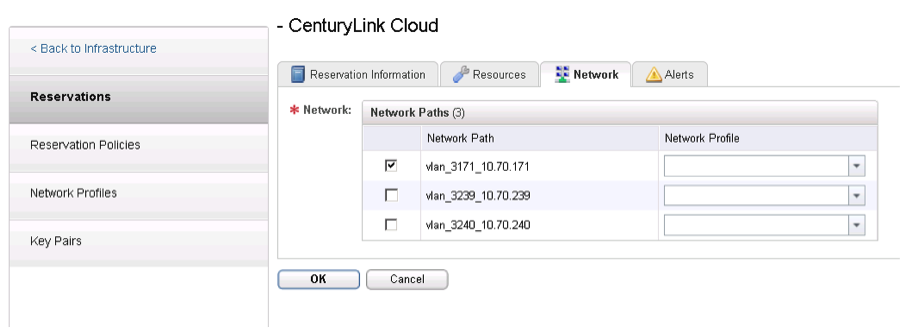 - CenturyLink Cloud
< Back to Infrastructure
Reservations
Reservation Policies
Network Profiles
Key Pairs
Reservation Information
Resources
Network
Alerts
* Network:
Network Paths (3)
Network Path
Network Profile
vlan_3171_10.70.171
vlan_3239_10.70.239
vlan_3240_10.70.240
OK
Cancel